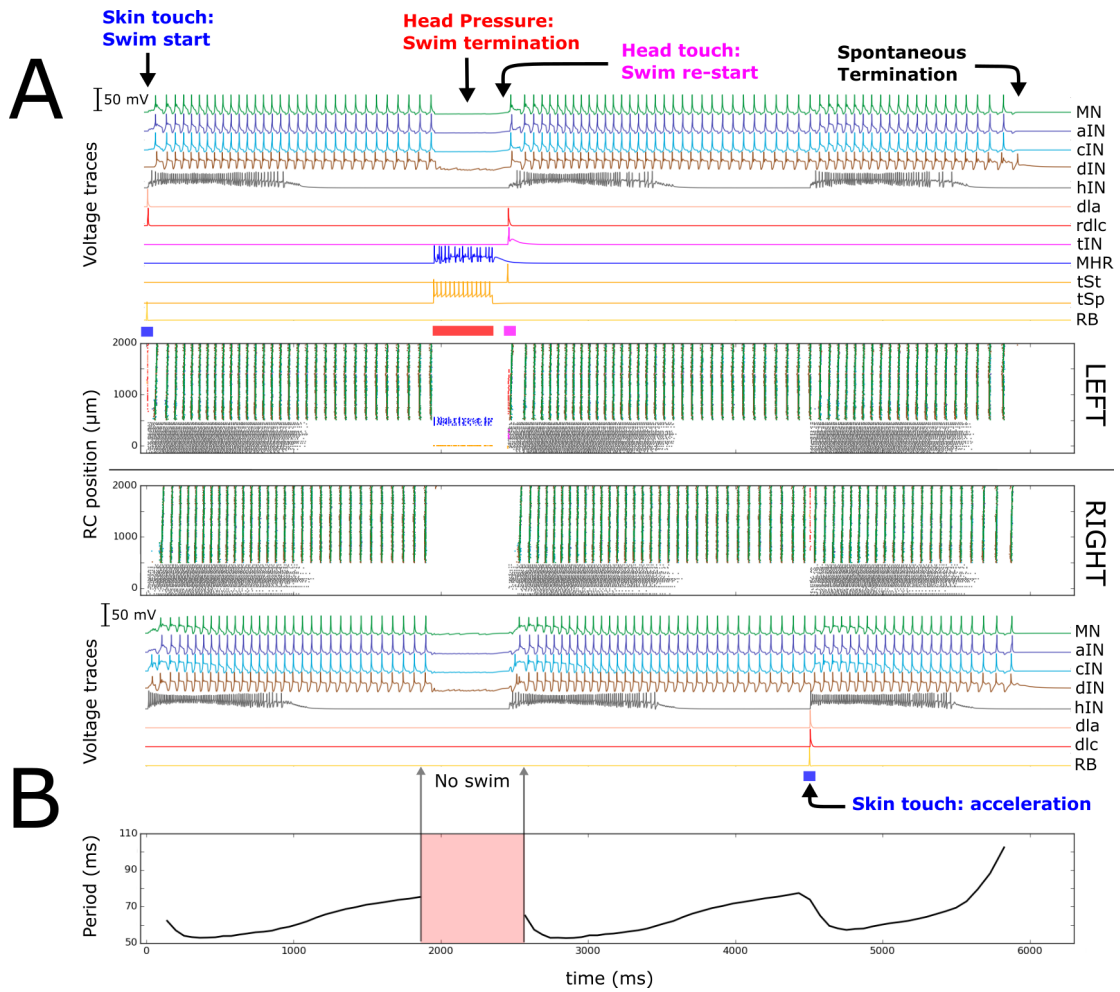 A
Skin touch:
Swim start
Head Pressure:
Swim termination
Head touch:
Swim re-start
Spontaneous
Termination
50 mV
Voltage traces
MN
aIN
cIN
dIN
hIN
dla
rdlc
tIN
MHR
tSt
tSp
RB
RC position (µm)
2000
1000
0
LEFT
2000
1000
0
RIGHT
50 mV
Voltage traces
MN
aIN
cIN
dIN
hIN
dla
dlc
RB
No swim
Skin touch: acceleration
B
Period (ms)
110
90
70
50
0
1000
2000
3000
4000
5000
6000
time (ms)